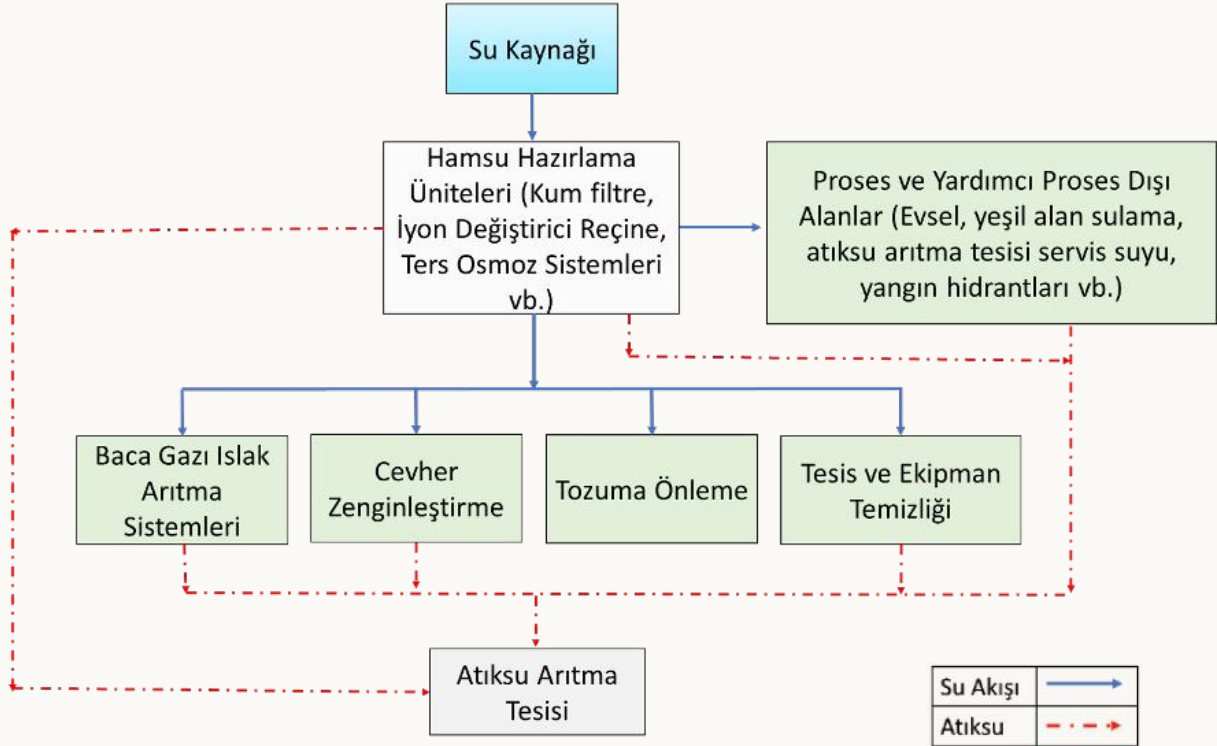 Su Kaynağı
Hamsu Hazırlama
Üniteleri (Kum filtre,
İyon Değiştirici Reçine,
Ters Osmoz Sistemleri
vb.)
Proses ve Yardımcı Proses Dışı
Alanlar (Evsel, yeşil alan sulama,
atıksu arıtma tesisi servis suyu,
yangın hidrantları vb.)
Baca Gazı Islak
Arıtma
Sistemleri
Cevher
Zenginleştirme
Tozuma Önleme
Tesis ve Ekipman
Temizliği
Atıksu Arıtma
Tesisi
Su Akışı
Atıksu